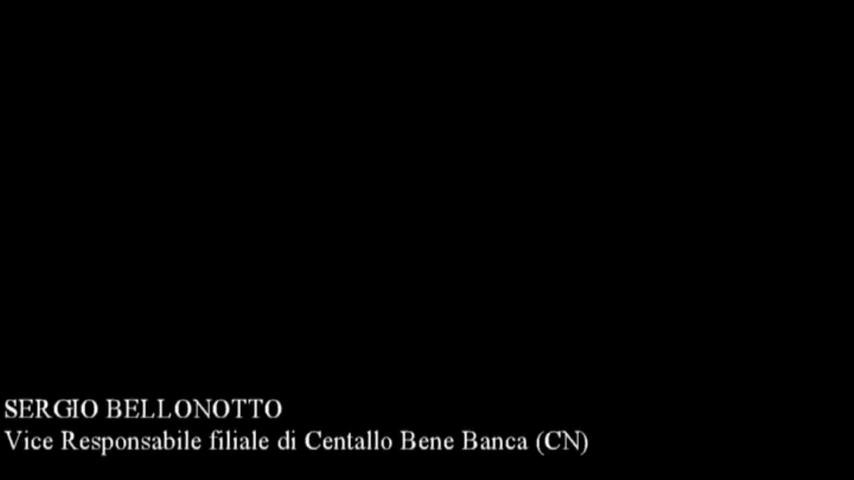 SERGIO BELLONOTTO
Vice Responsabile filiale di Centallo Bene Banca (CN)